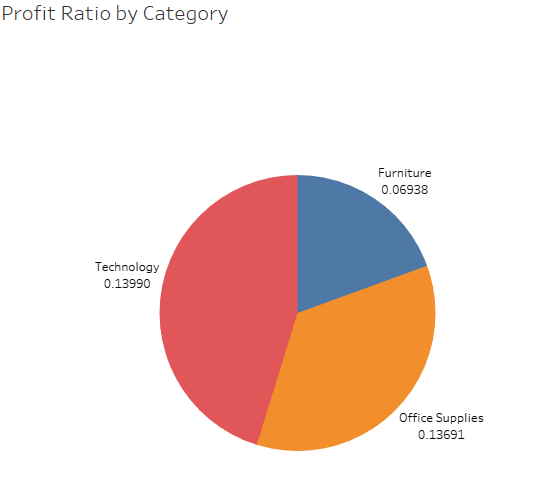 Profit Ratio by Category
Furniture
0.06938
Technology
0.13990
Office Supplies
0.13691